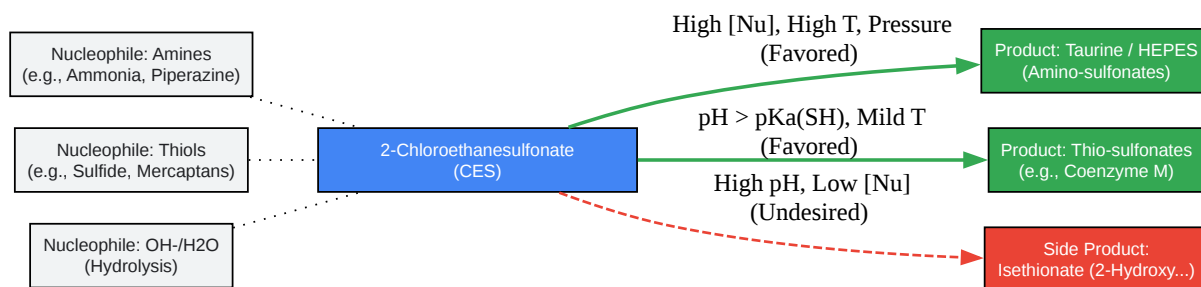 Nucleophile: Amines
(e.g., Ammonia, Piperazine)
Nucleophile: Thiols
(e.g., Sulfide, Mercaptans)
Nucleophile: OH-/H2O
(Hydrolysis)
2-Chloroethanesulfonate
(CES)
High [Nu], High T, Pressure
(Favored)
pH > pKa(SH), Mild T
(Favored)
High pH, Low [Nu]
(Undesired)
Product: Taurine / HEPES
(Amino-sulfonates)
Product: Thio-sulfonates
(e.g., Coenzyme M)
Side Product:
Isethionate (2-Hydroxy...)